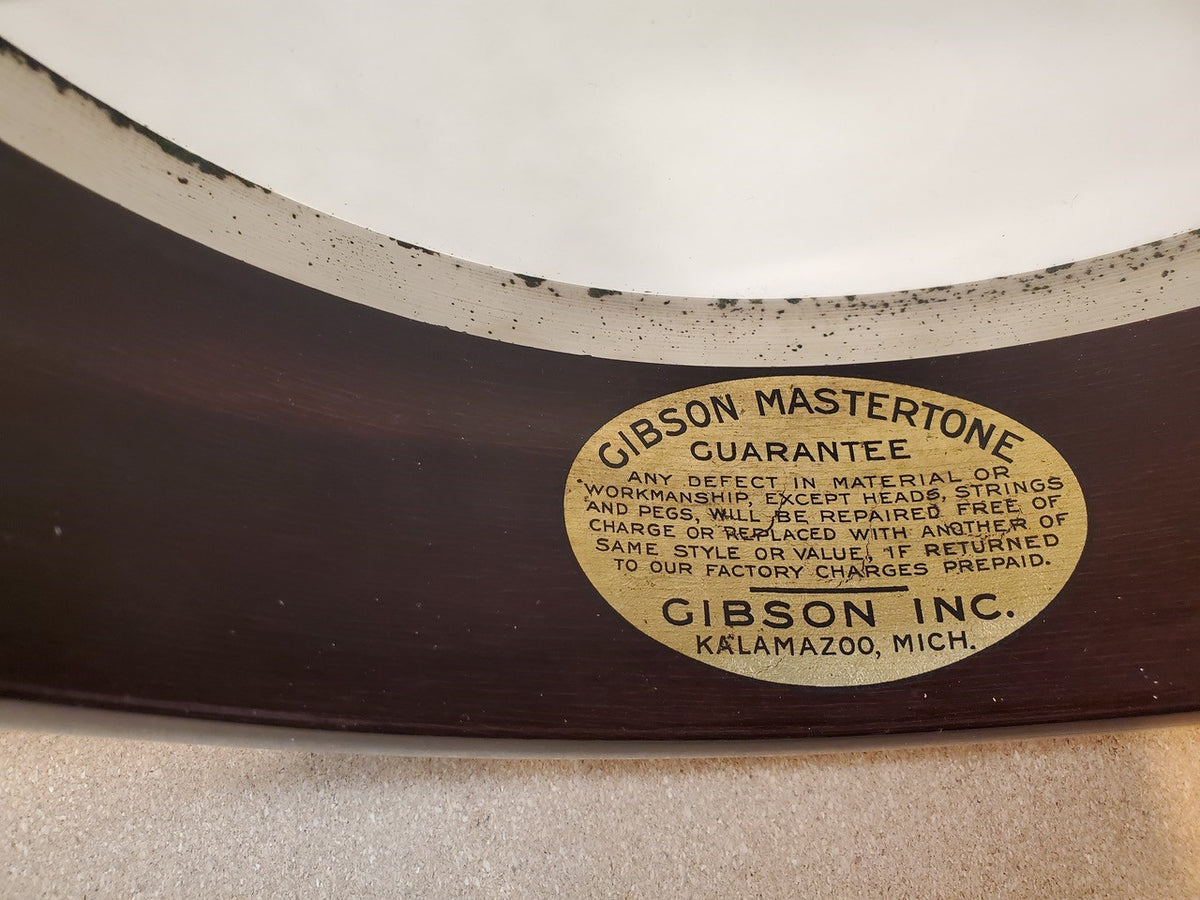 GIBSON MASTERTONE
GUARANTEE
ANY DEFECT IN MATERIAL OR
WORKMANSHIP, EXCEPT HEADS, STRINGS
AND PEGS, WILL BE REPAIRED FREE OF
CHARGE OR REPLACED WITH ANOTHER OF
SAME STYLE OR VALUE, IF RETURNED
TO OUR FACTORY CHARGES PREPAID.
GIBSON INC.
KALAMAZOO, MICH.